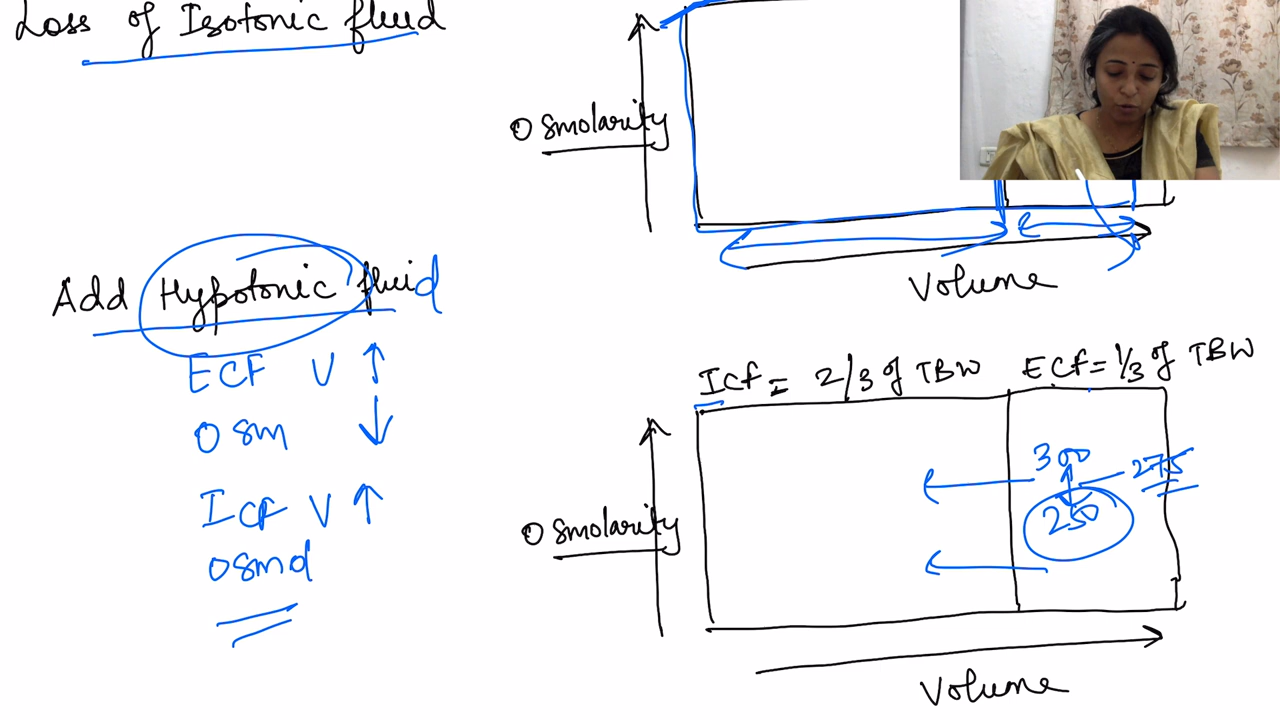 Loss of Isotonic fluid
Osmolarity
Volume
Add Hypotonic fluid
ECF V ↑
Osm ↓
ICF V ↑
Osmol
ICF = 2/3 of TBW
ECF = 1/3 of TBW
300
275
250
Osmolarity
Volume